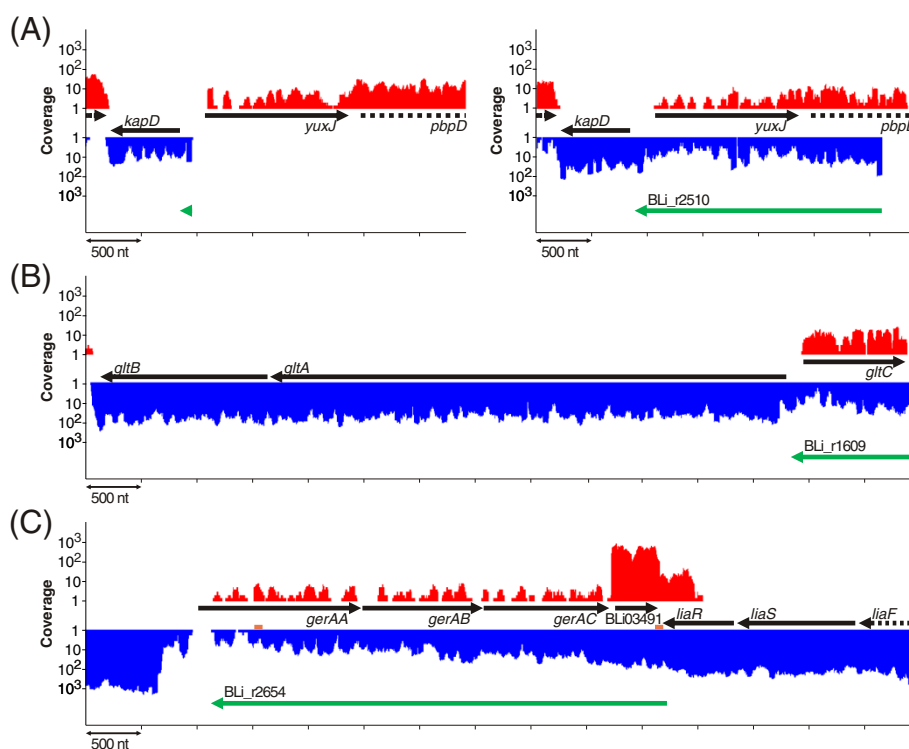 (A)
Coverage
10³
10²
10
1
kapD
yuxJ
pbpD
1
10
10²
10³
500 nt
Coverage
10³
10²
10
1
kapD
yuxJ
pbpD
1
10
10²
10³
BLi_r2510
500 nt
(B)
Coverage
10³
10²
10
1
gltB
gltA
gltC
1
10
10²
10³
BLi_r1609
500 nt
(C)
Coverage
10³
10²
10
1
gerAA
gerAB
gerAC
BLi03491
liaR
liaS
liaF
1
10
10²
10³
BLi_r2654
500 nt